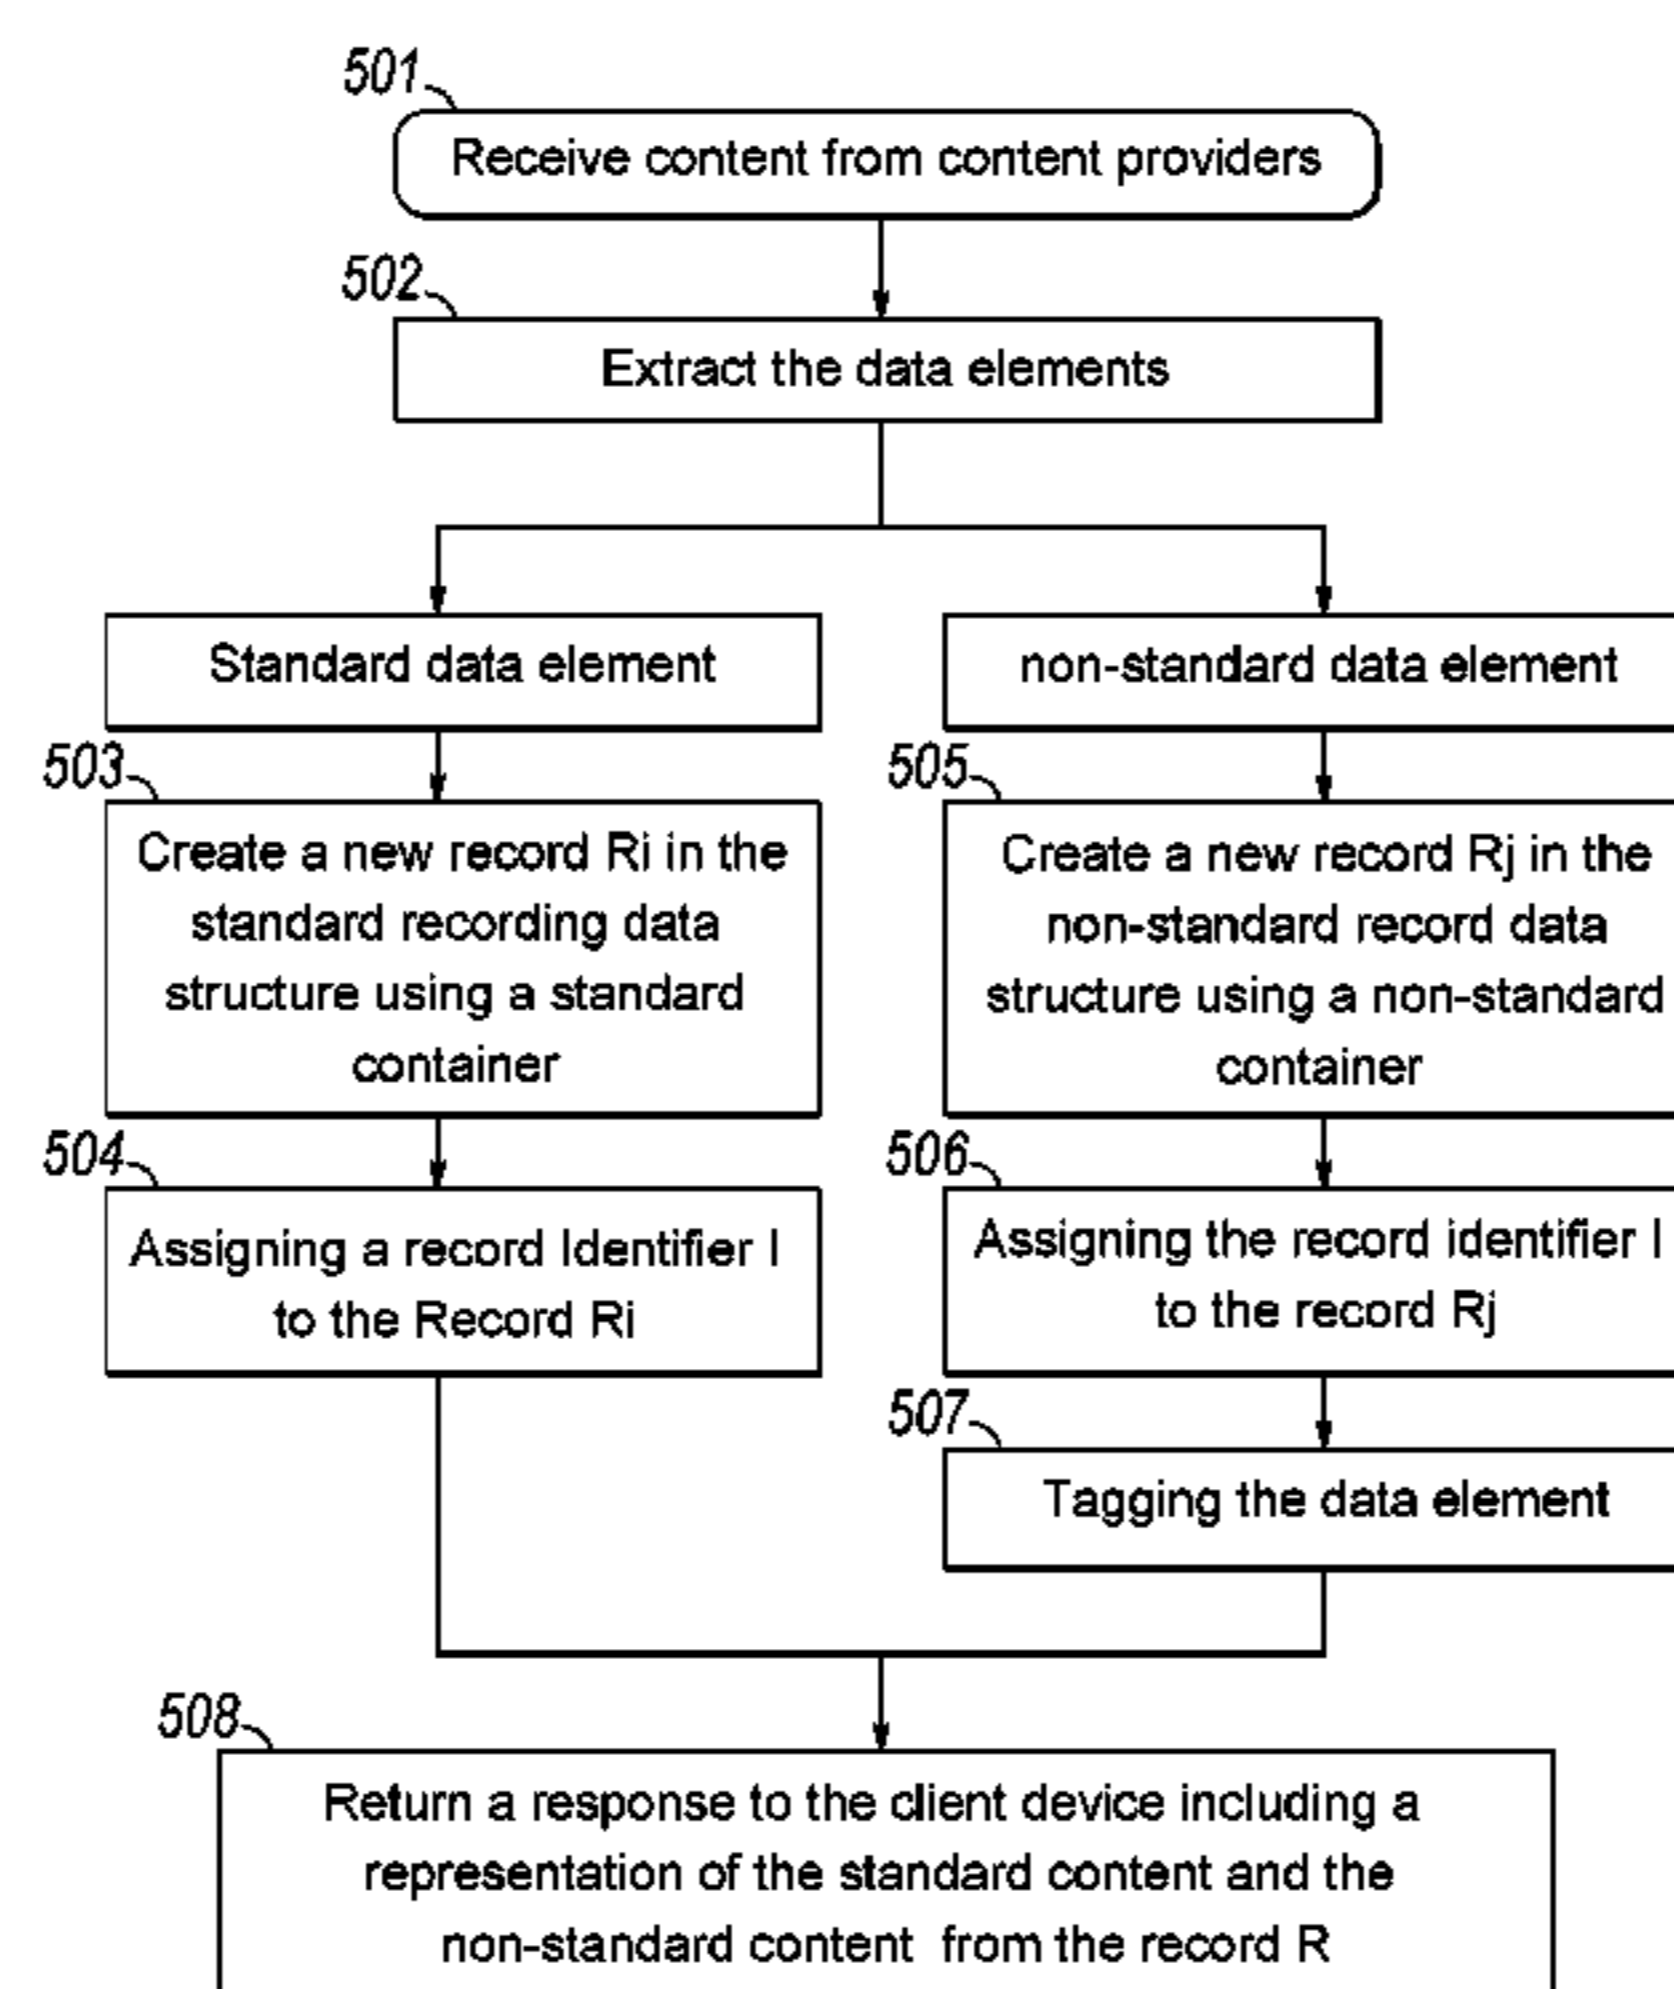 501
Receive content from content providers
502
Extract the data elements
Standard data element
non-standard data element
503
Create a new record Ri in the
standard recording data
structure using a standard
container
505
Create a new record Rj in the
non-standard record data
structure using a non-standard
container
504
Assigning a record Identifier I
to the Record Ri
506
Assigning the record identifier I
to the record Rj
507
Tagging the data element
508
Return a response to the client device including a
representation of the standard content and the
non-standard content from the record R